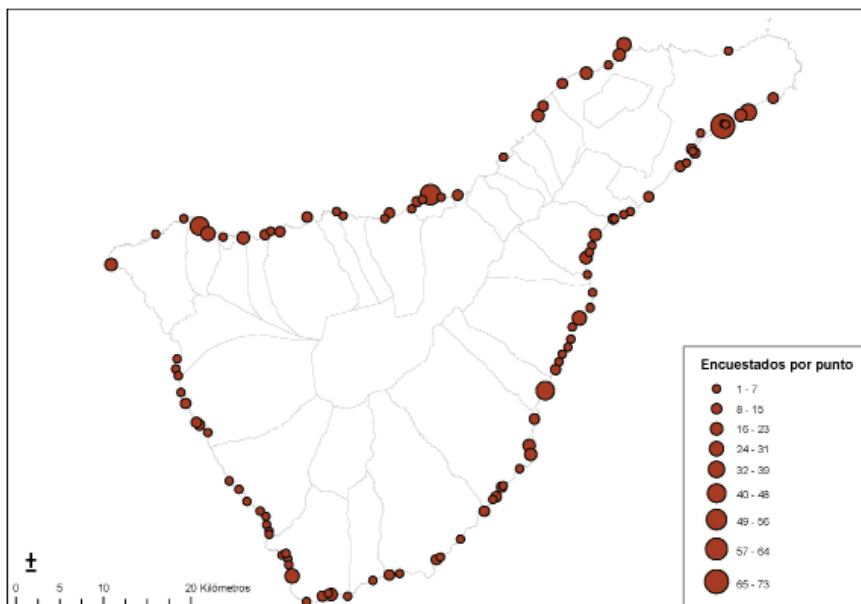 Encuestados por punto
1 - 7
8 - 15
16 - 23
24 - 31
32 - 39
40 - 48
49 - 56
57 - 64
65 - 73
0 5 10 20 Kilómetros